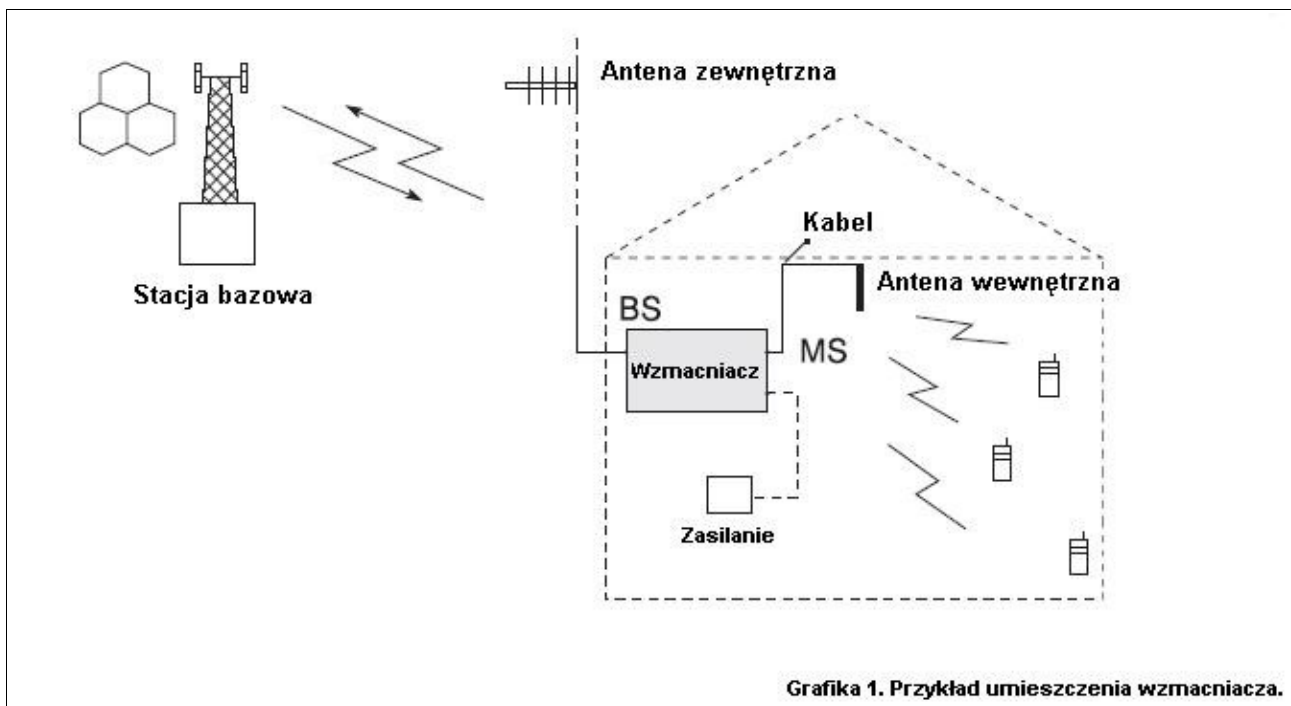 Antena zewnętrzna
Stacja bazowa
Kabel
Antena wewnętrzna
BS
MS
Wzmacniacz
Zasilanie
Grafika 1. Przykład umieszczenia wzmacniacza.